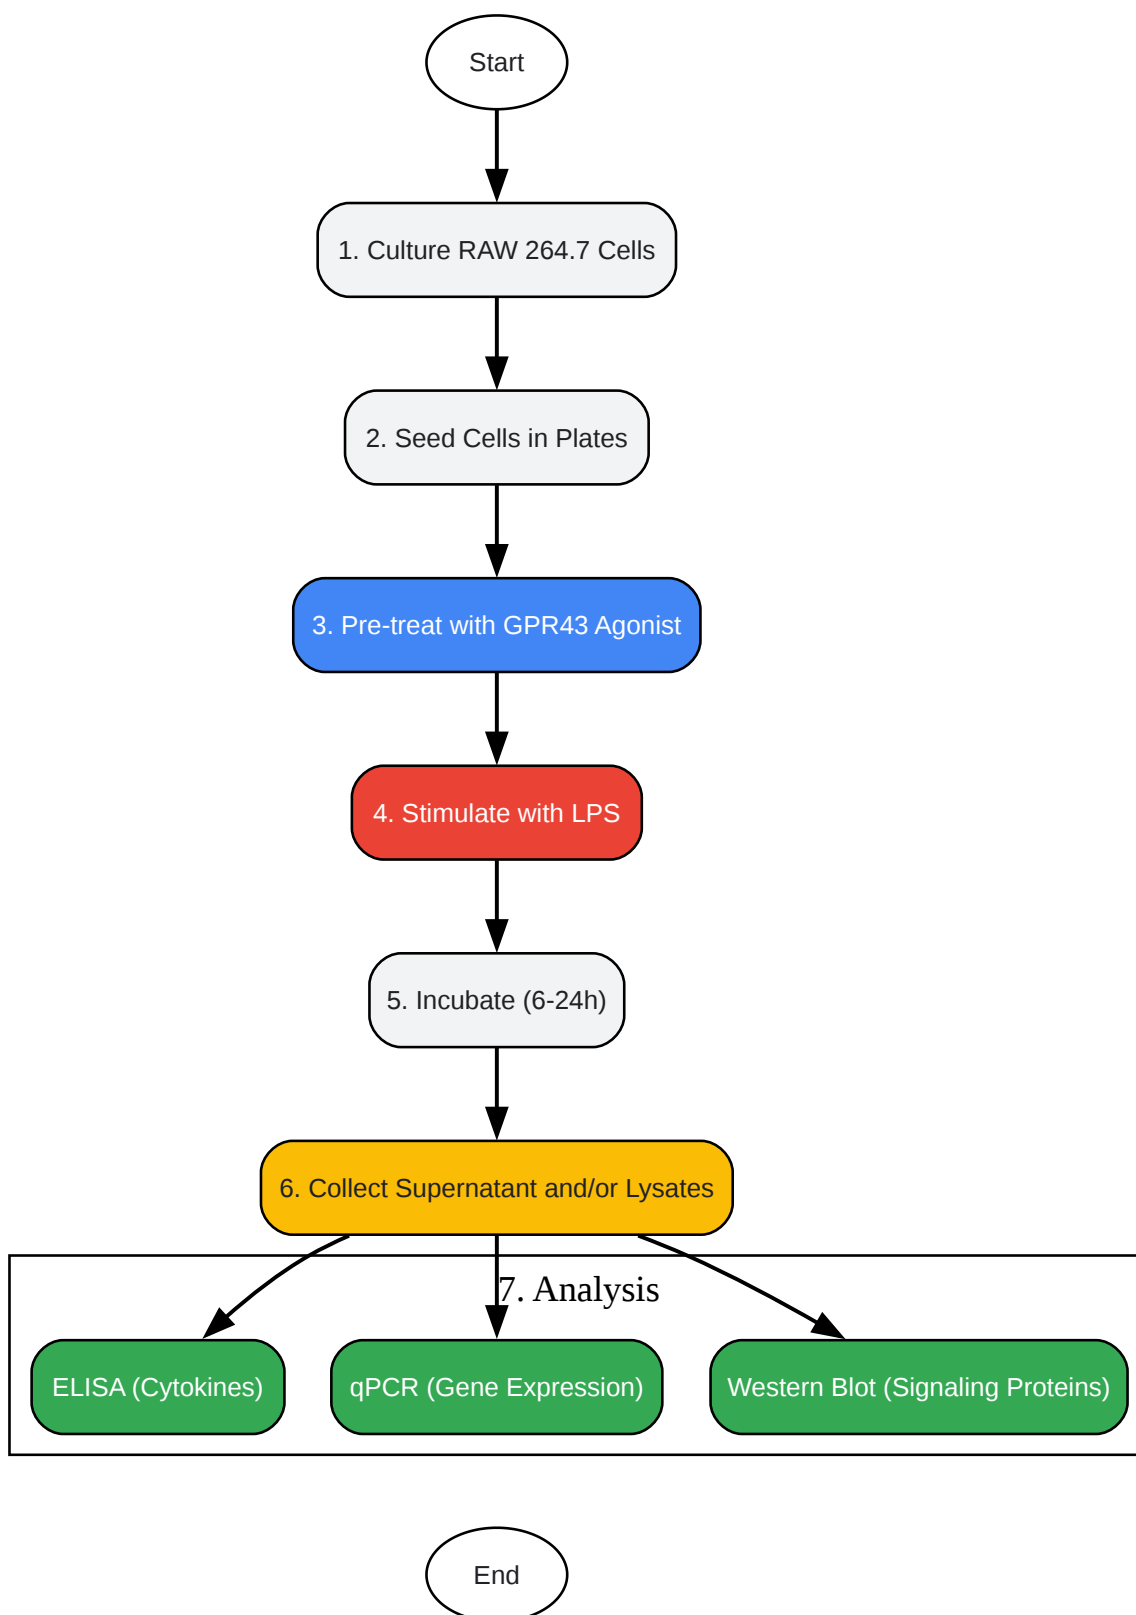 Start
1. Culture RAW 264.7 Cells
2. Seed Cells in Plates
3. Pre-treat with GPR43 Agonist
4. Stimulate with LPS
5. Incubate (6-24h)
6. Collect Supernatant and/or Lysates
7. Analysis
ELISA (Cytokines)
qPCR (Gene Expression)
Western Blot (Signaling Proteins)
End